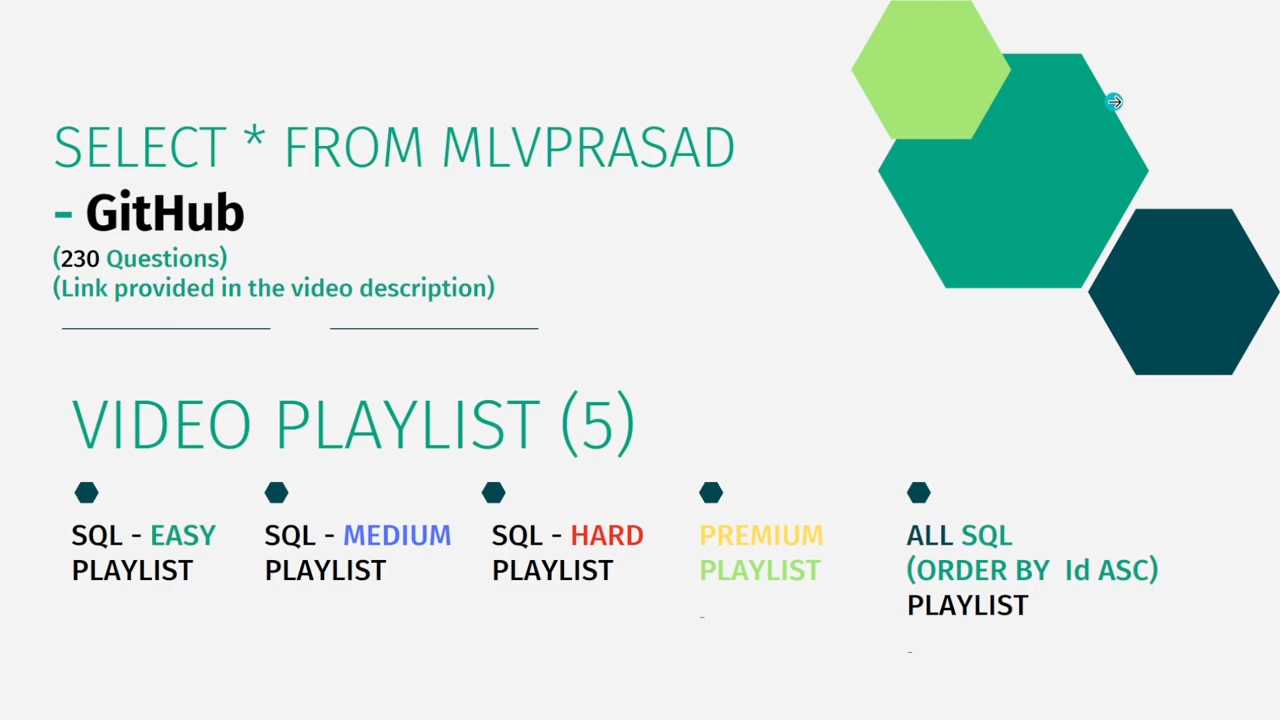 SELECT * FROM MLVPRASAD
- GitHub
(230 Questions)
(Link provided in the video description)
VIDEO PLAYLIST (5)
SQL - EASY
PLAYLIST
SQL - MEDIUM
PLAYLIST
SQL - HARD
PLAYLIST
PREMIUM
PLAYLIST
-
ALL SQL
(ORDER BY Id ASC)
PLAYLIST
-